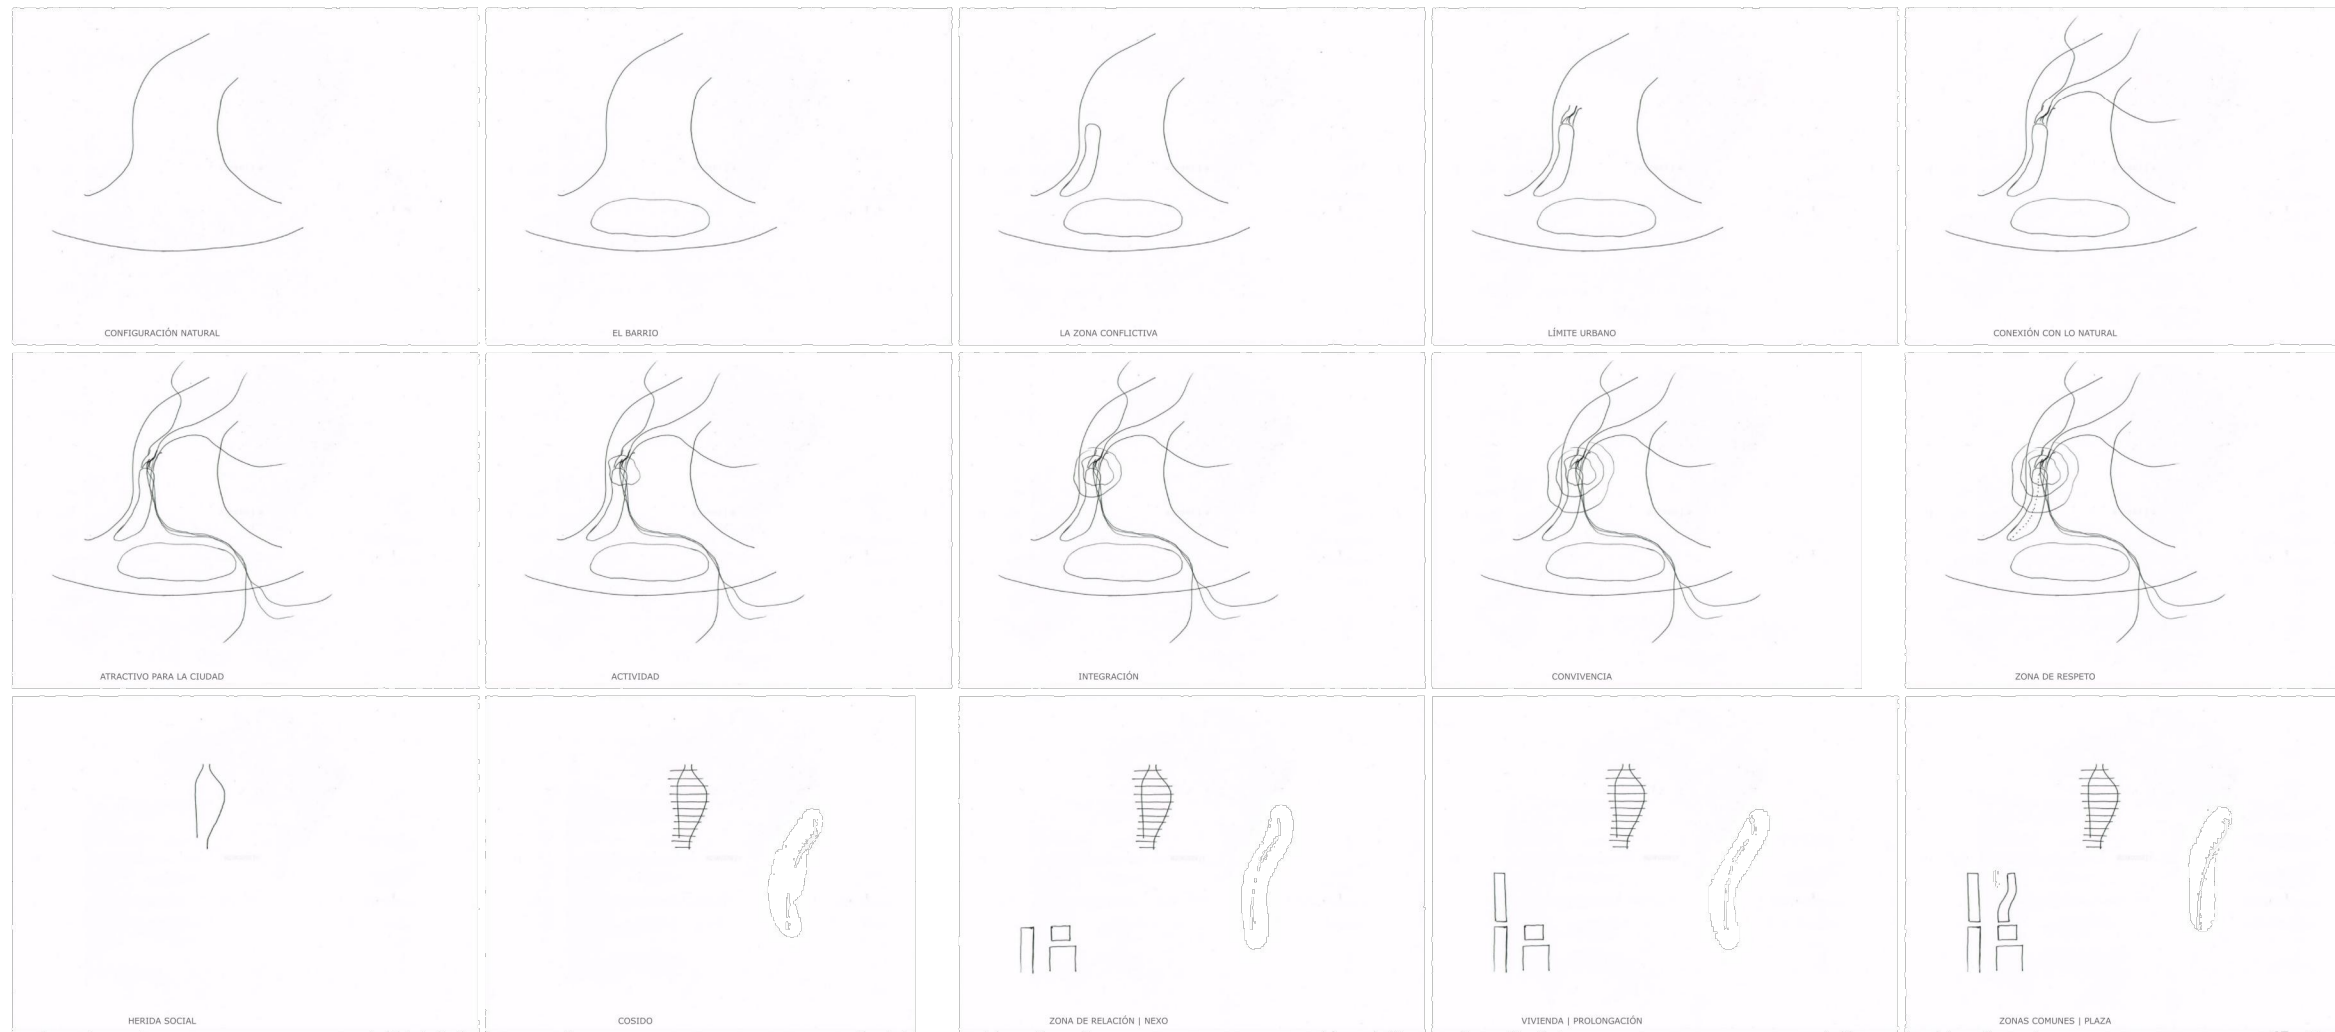 CONFIGURACIÓN NATURAL
EL BARRIO
LA ZONA CONFLICTIVA
LÍMITE URBANO
CONEXIÓN CON LO NATURAL
ATRACTIVO PARA LA CIUDAD
ACTIVIDAD
INTEGRACIÓN
CONVIVENCIA
ZONA DE RESPETO
HERIDA SOCIAL
COSIDO
ZONA DE RELACIÓN | NEXO
VIVIENDA | PROLONGACIÓN
ZONAS COMUNES | PLAZA